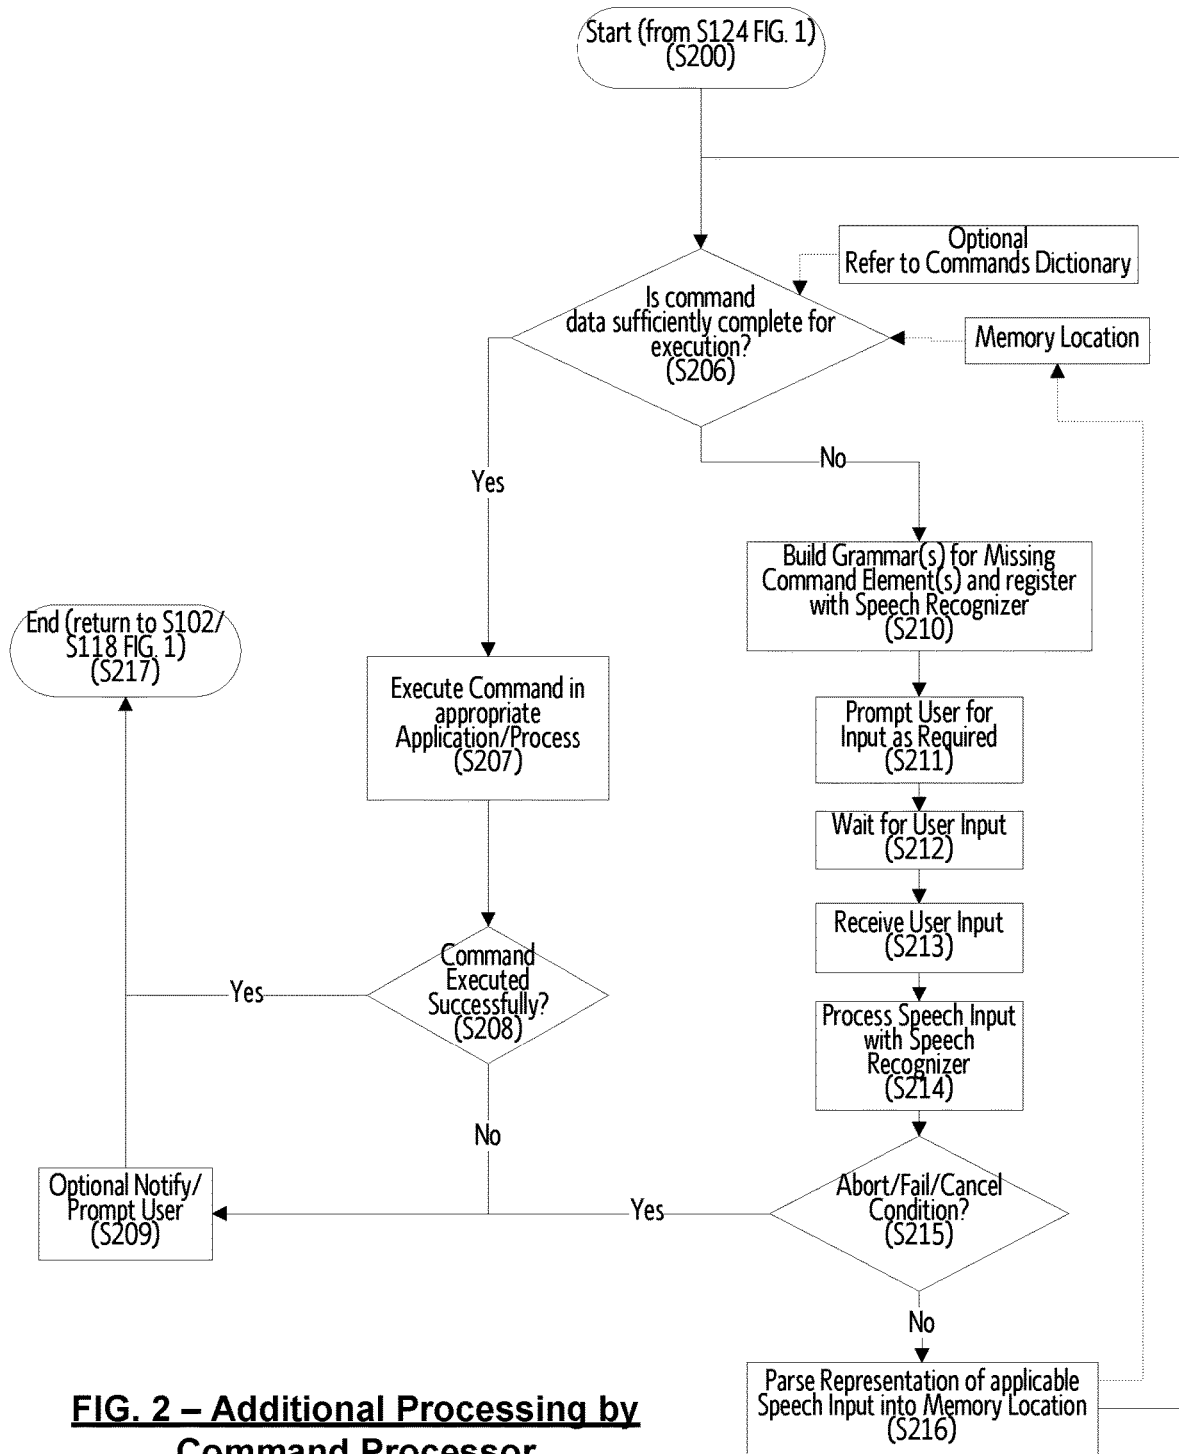 Start (from S124 FIG. 1)
(S200)
Optional
Refer to Commands Dictionary
Is command
data sufficiently complete for
execution?
(S206)
Memory Location
No
Yes
Build Grammar(s) for Missing
Command Element(s) and register
with Speech Recognizer
(S210)
End (return to S102/
S118 FIG. 1)
(S217)
Execute Command in
appropriate
Application/Process
(S207)
Prompt User for
Input as Required
(S211)
Wait for User Input
(S212)
Receive User Input
(S213)
Command
Executed
Successfully?
(S208)
Yes
Process Speech Input
with Speech
Recognizer
(S214)
No
Optional Notify/
Prompt User
(S209)
Yes
Abort/Fail/Cancel
Condition?
(S215)
No
Parse Representation of applicable
Speech Input into Memory Location
(S216)
FIG. 2 – Additional Processing by
Command Processor